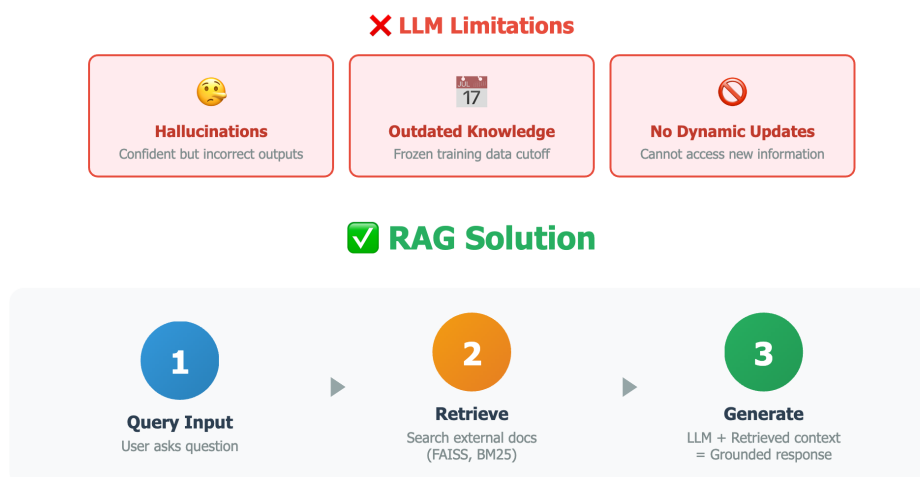 ❌ LLM Limitations
🤥
Hallucinations
Confident but incorrect outputs
JUL
17
Outdated Knowledge
Frozen training data cutoff
🚫
No Dynamic Updates
Cannot access new information
✅ RAG Solution
1
Query Input
User asks question
▶
2
Retrieve
Search external docs
(FAISS, BM25)
▶
3
Generate
LLM + Retrieved context
= Grounded response